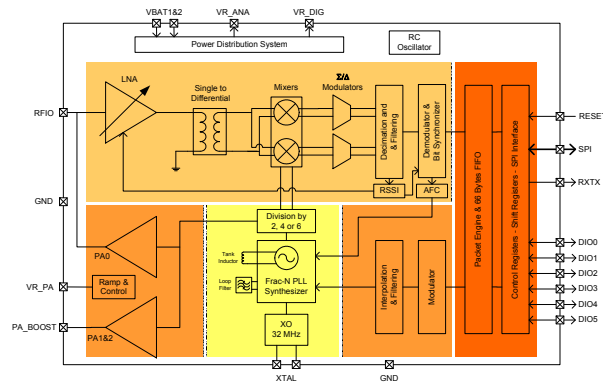 VBAT1&2
VR_ANA
VR_DIG
Power Distribution System
RC
Oscillator
LNA
Single to
Differential
Mixers
Σ/Δ
Modulators
RFIO
Decimation and
& Filtering
Demodulator &
Bit Synchronizer
RSSI
AFC
Packet Engine & 66 Bytes FIFO
Control Registers - Shift Registers - SPI Interface
RESET
SPI
RXTX
GND
Division by
2, 4 or 6
PA0
Tank
Inductor
Frac-N PLL
Synthesizer
Loop
Filter
Interpolation
& Filtering
Modulator
VR_PA
Ramp &
Control
PA_BOOST
PA1&2
XO
32 MHz
DIO0
DIO1
DIO2
DIO3
DIO4
DIO5
XTAL
GND